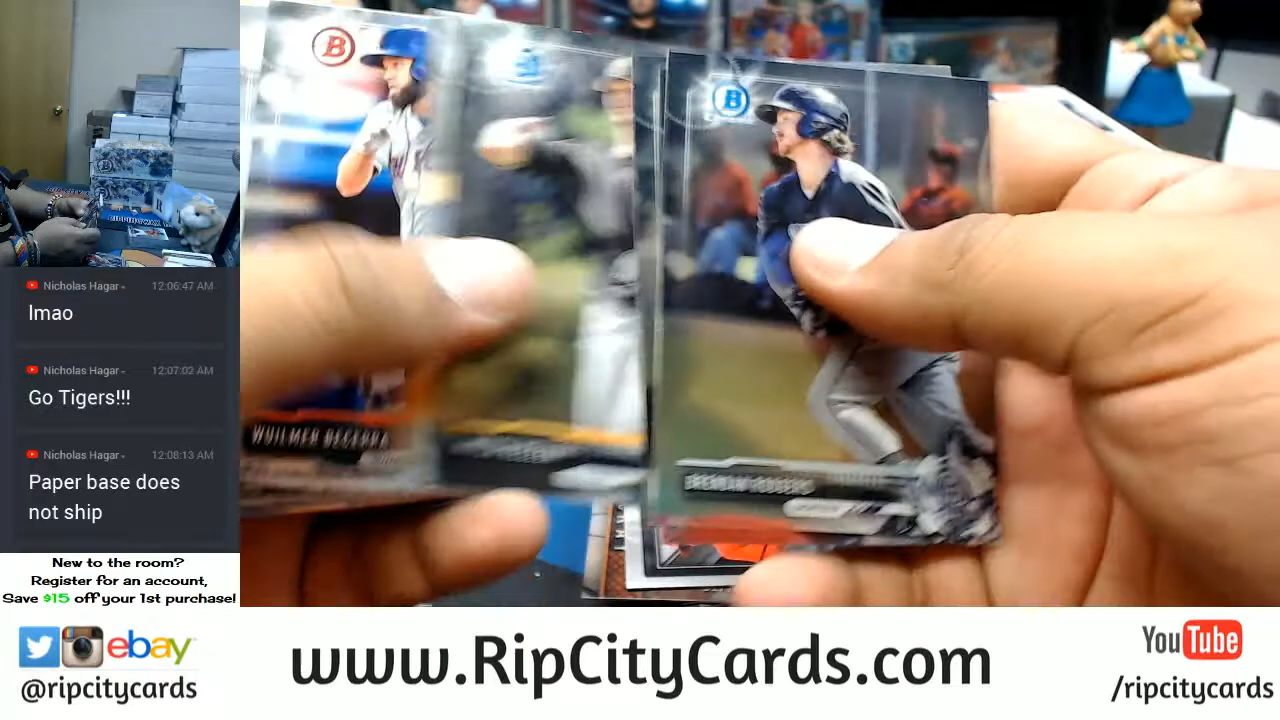 Nicholas Hagar
12:06:47 AM
lmao
Nicholas Hagar
12:07:02 AM
Go Tigers!!!
Nicholas Hagar
12:08:13 AM
Paper base does
not ship
New to the room?
Register for an account,
Save $15 off your 1st purchase!
B
WUILMER BECERRA
B
BRENDAN RODGERS
ebay
@ripcitycards
www.RipCityCards.com
YouTube
/ripcitycards